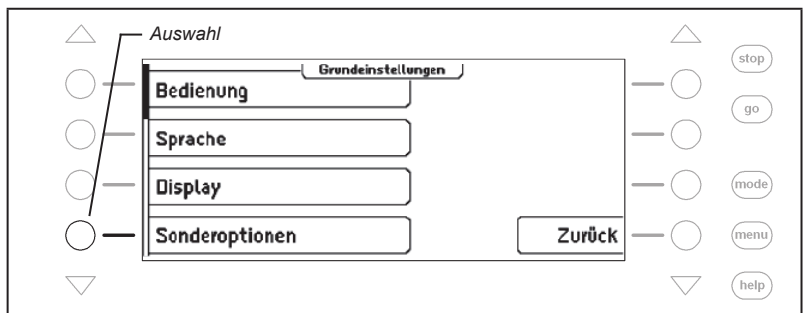 Auswahl
Grundeinstellungen
Bedienung
Sprache
Display
Sonderoptionen
Zurück
stop
go
mode
menu
help